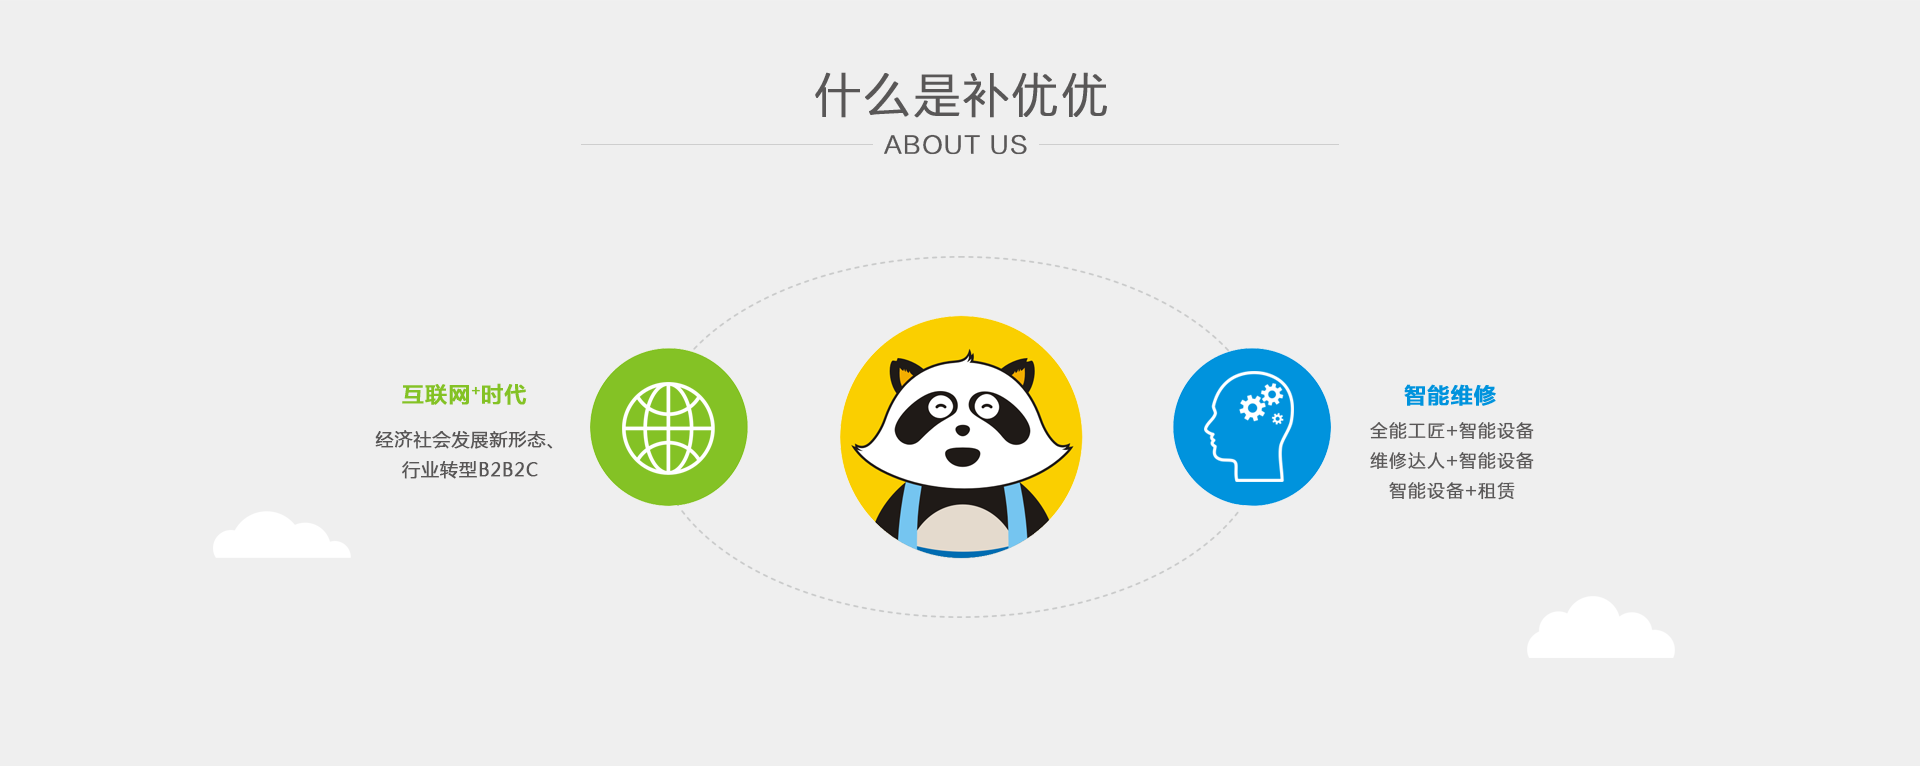 什么是补优优
ABOUT US
互联网+时代
经济社会发展新形态、
行业转型B2B2C
智能维修
全能工匠+智能设备
维修达人+智能设备
智能设备+租赁